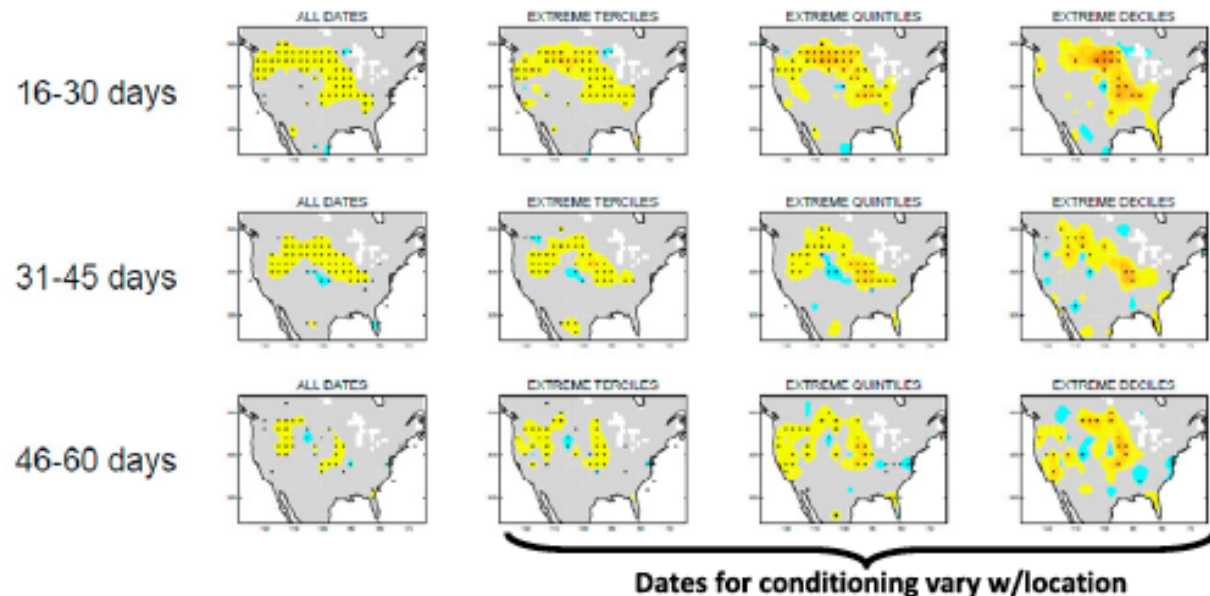 ALL DATES EXTREME TERCILES EXTREME QUINTILES EXTREME DECILES
16-30 days
ALL DATES EXTREME TERCILES EXTREME QUINTILES EXTREME DECILES
31-45 days
ALL DATES EXTREME TERCILES EXTREME QUINTILES EXTREME DECILES
46-60 days
Dates for conditioning vary w/location